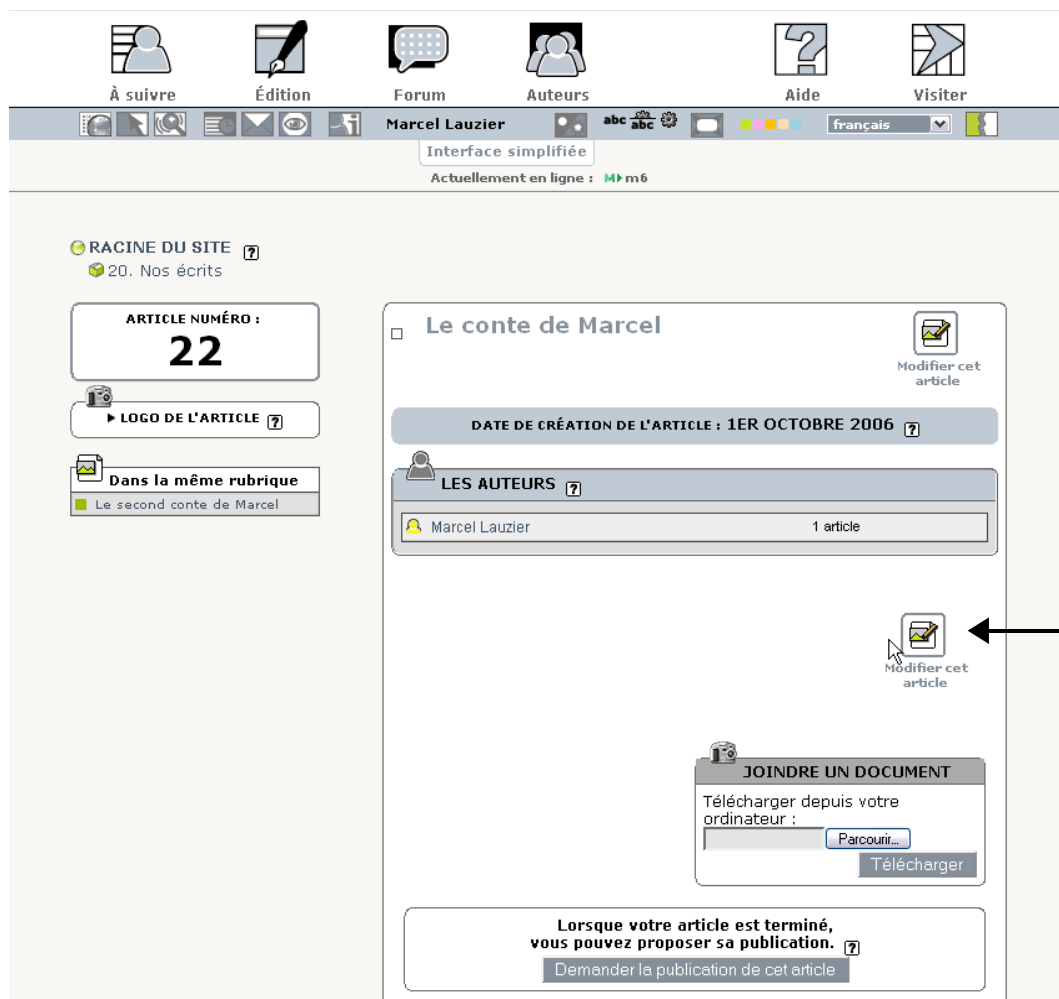 À suivre Édition Forum Auteurs Aide Visiter
Marcel Lauzier abc abc abc français
Interface simplifiée
Actuellement en ligne : M m6
RACINE DU SITE ?
20. Nos écrits
ARTICLE NUMÉRO :
22
LOGO DE L'ARTICLE ?
Dans la même rubrique
Le second conte de Marcel
Le conte de Marcel
Modifier cet
article
DATE DE CRÉATION DE L'ARTICLE : 1ER OCTOBRE 2006 ?
LES AUTEURS ?
Marcel Lauzier 1 article
Modifier cet
article
JOINDRE UN DOCUMENT
Télécharger depuis votre
ordinateur :
Parcourir...
Télécharger
Lorsque votre article est terminé,
vous pouvez proposer sa publication. ?
Demander la publication de cet article